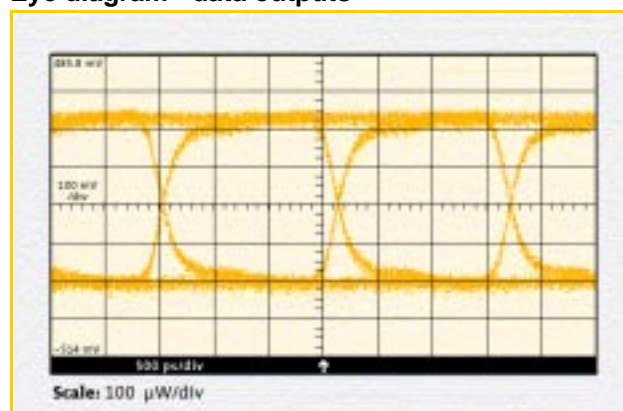 Eye diagram - data outputs
100 mV
/div
500 ps/div
Scale: 100 µW/div